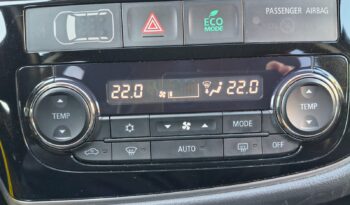 ECO
MODE
PASSENGER AIRBAG
22.0 22.0
TEMP TEMP
MODE
AUTO OFF